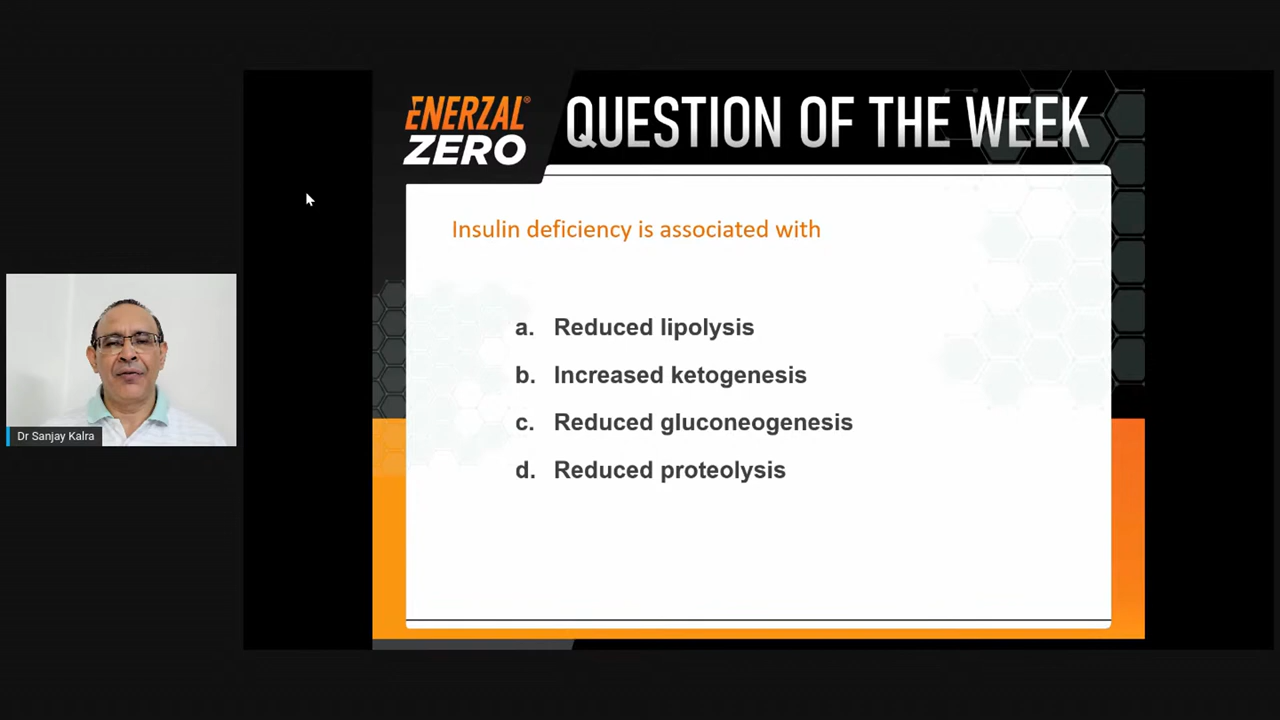 ENERZAL®
ZERO
QUESTION OF THE WEEK
Insulin deficiency is associated with
a. Reduced lipolysis
b. Increased ketogenesis
c. Reduced gluconeogenesis
d. Reduced proteolysis
Dr Sanjay Kalra